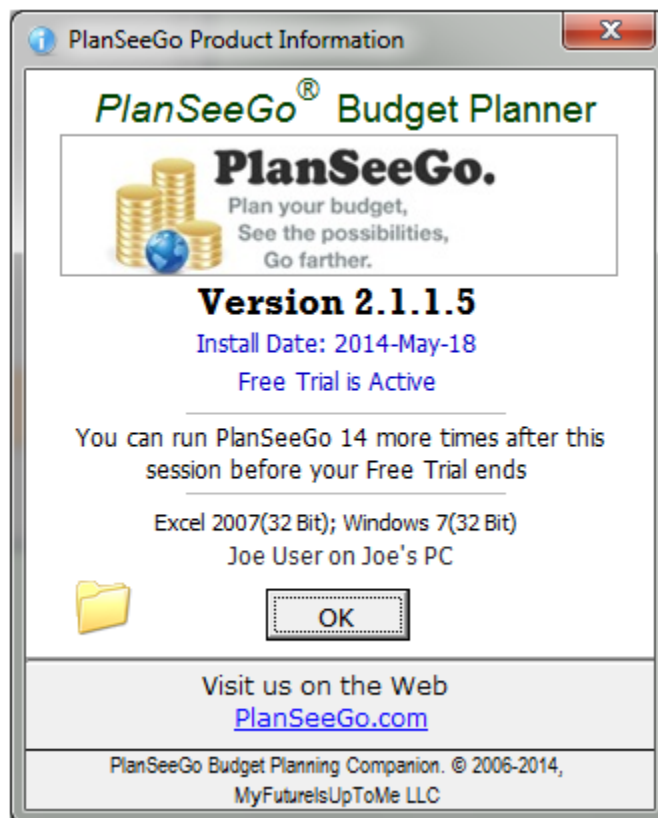 PlanSeeGo Product Information
PlanSeeGo® Budget Planner
PlanSeeGo.
Plan your budget,
See the possibilities,
Go farther.
Version 2.1.1.5
Install Date: 2014-May-18
Free Trial is Active
You can run PlanSeeGo 14 more times after this
session before your Free Trial ends
Excel 2007(32 Bit); Windows 7(32 Bit)
Joe User on Joe's PC
OK
Visit us on the Web
PlanSeeGo.com
PlanSeeGo Budget Planning Companion. © 2006-2014,
MyFutureIsUpToMe LLC